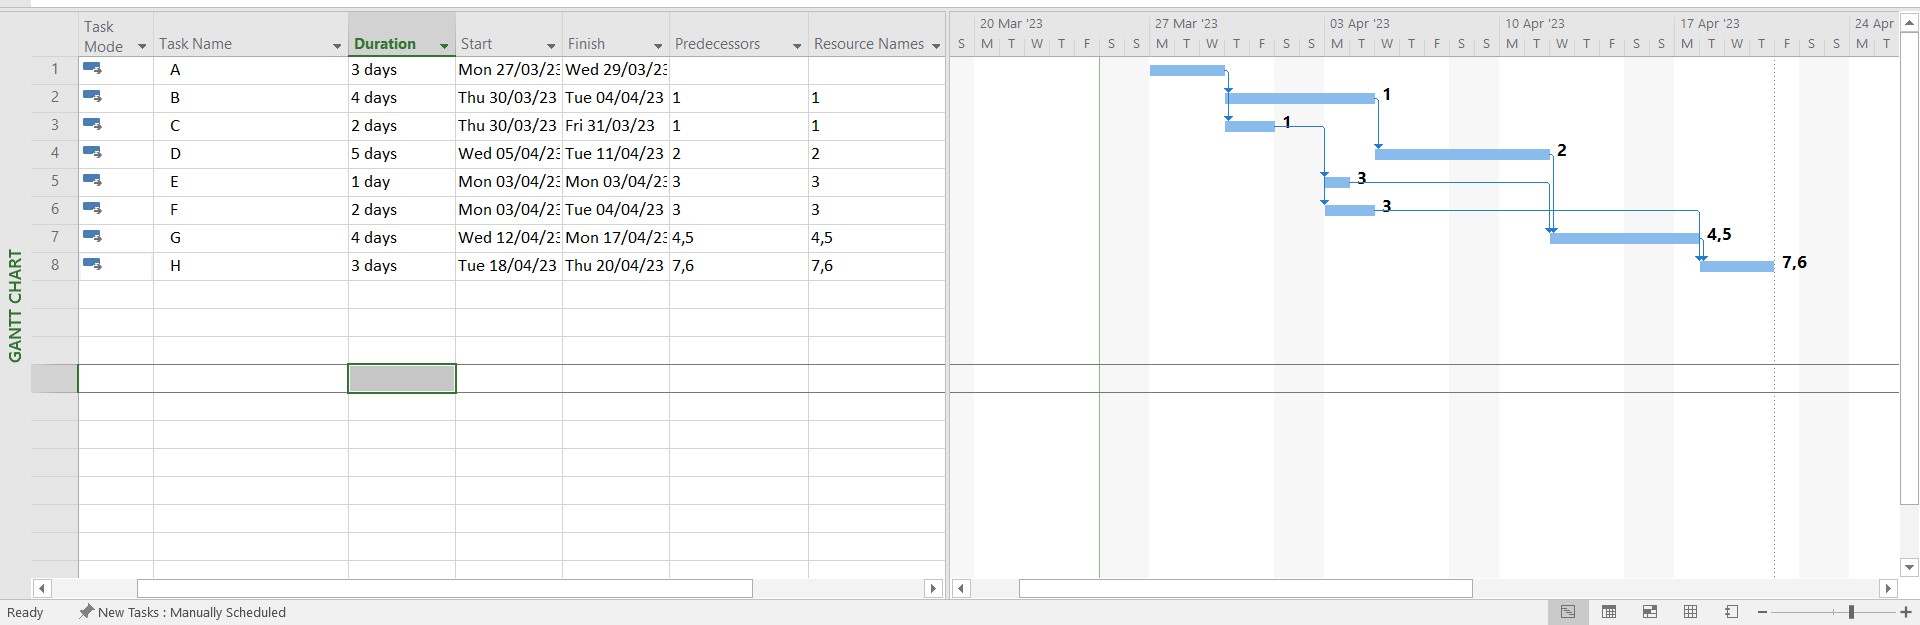 Task Mode Task Name Duration Start Finish Predecessors Resource Names
1 A 3 days Mon 27/03/23 Wed 29/03/23
2 B 4 days Thu 30/03/23 Tue 04/04/23 1 1
3 C 2 days Thu 30/03/23 Fri 31/03/23 1 1
4 D 5 days Wed 05/04/23 Tue 11/04/23 2 2
5 E 1 day Mon 03/04/23 Mon 03/04/23 3 3
6 F 2 days Mon 03/04/23 Tue 04/04/23 3 3
7 G 4 days Wed 12/04/23 Mon 17/04/23 4,5 4,5
8 H 3 days Tue 18/04/23 Thu 20/04/23 7,6 7,6
GANTT CHART
20 Mar '23 27 Mar '23 03 Apr '23 10 Apr '23 17 Apr '23 24 Apr
S M T W T F S S M T W T F S S M T W T F S S M T W T F S S M T W T F S S M T
1
1
2
3
3
4,5
7,6
Ready New Tasks : Manually Scheduled